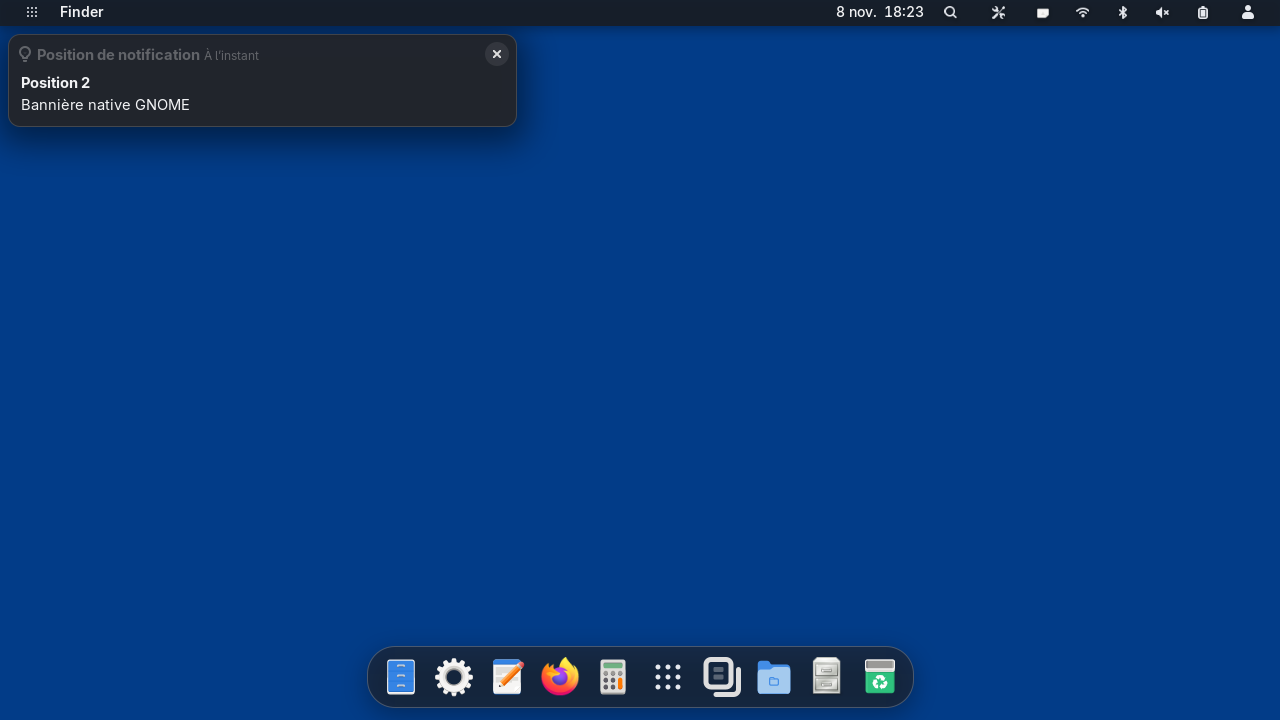 Finder
8 nov. 18:23
Position de notification À l'instant
Position 2
Bannière native GNOME